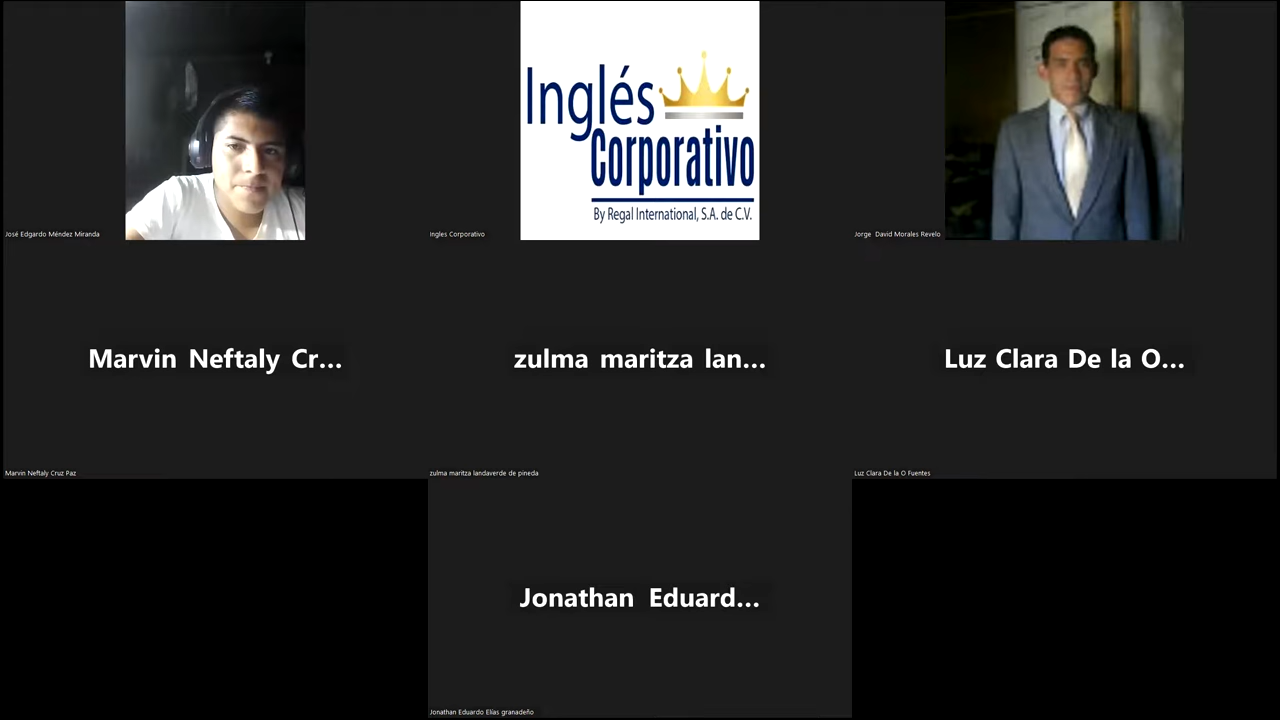 Inglés
Corporativo
By Regal International, S.A. de C.V.
José Edgardo Méndez Miranda
Ingles Corporativo
Jorge David Morales Revelo
Marvin Neftaly Cr...
zulma maritza lan...
Luz Clara De la O...
Marvin Neftaly Cruz Paz
zulma maritza landaverde de pineda
Luz Clara De la O Fuentes
Jonathan Eduard...
Jonathan Eduardo Elías granadeño